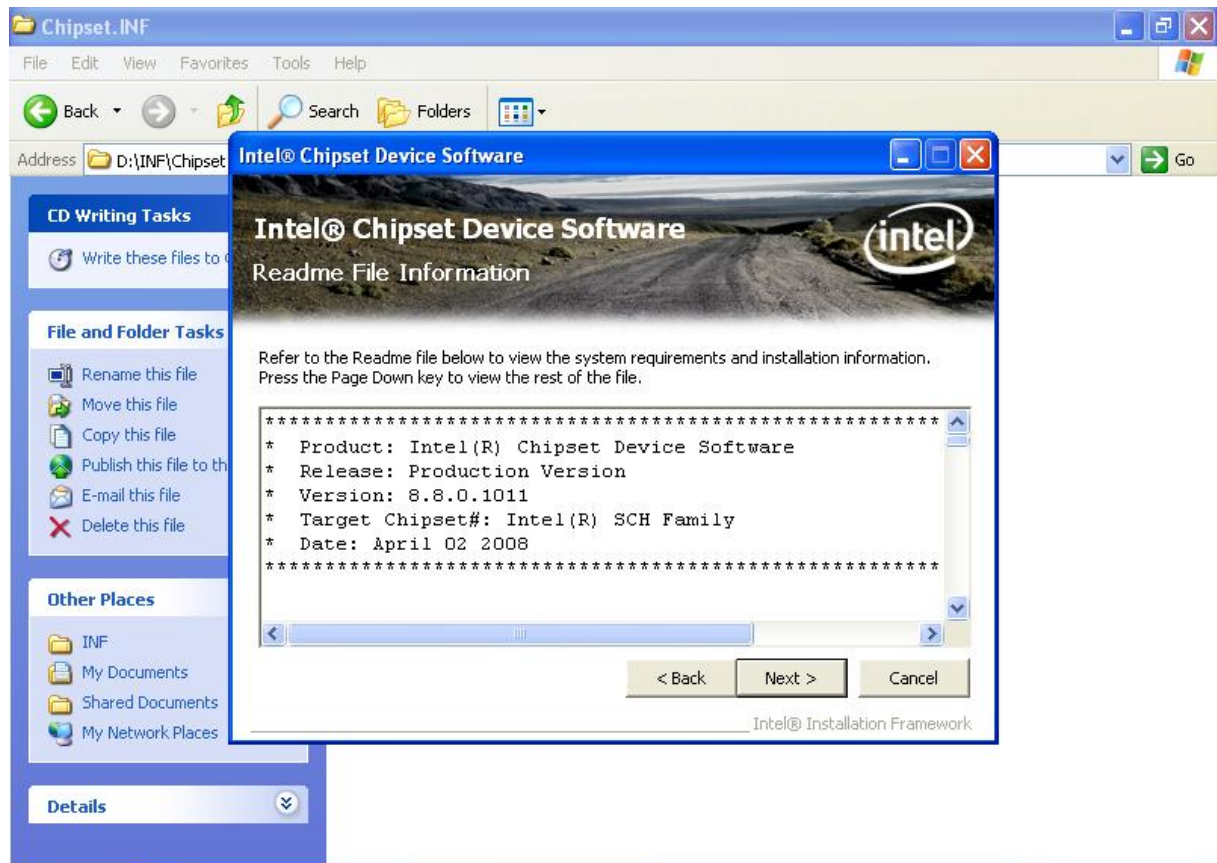 Chipset.INF
File Edit View Favorites Tools Help
Back Search Folders
Address D:\INF\Chipset Go
CD Writing Tasks
Write these files to
File and Folder Tasks
Rename this file
Move this file
Copy this file
Publish this file to th
E-mail this file
Delete this file
Other Places
INF
My Documents
Shared Documents
My Network Places
Details
Intel® Chipset Device Software
Intel® Chipset Device Software
intel
Readme File Information
Refer to the Readme file below to view the system requirements and installation information.
Press the Page Down key to view the rest of the file.
********************************************************
* Product: Intel(R) Chipset Device Software
* Release: Production Version
* Version: 8.8.0.1011
* Target Chipset#: Intel(R) SCH Family
* Date: April 02 2008
********************************************************
< Back Next > Cancel
Intel® Installation Framework